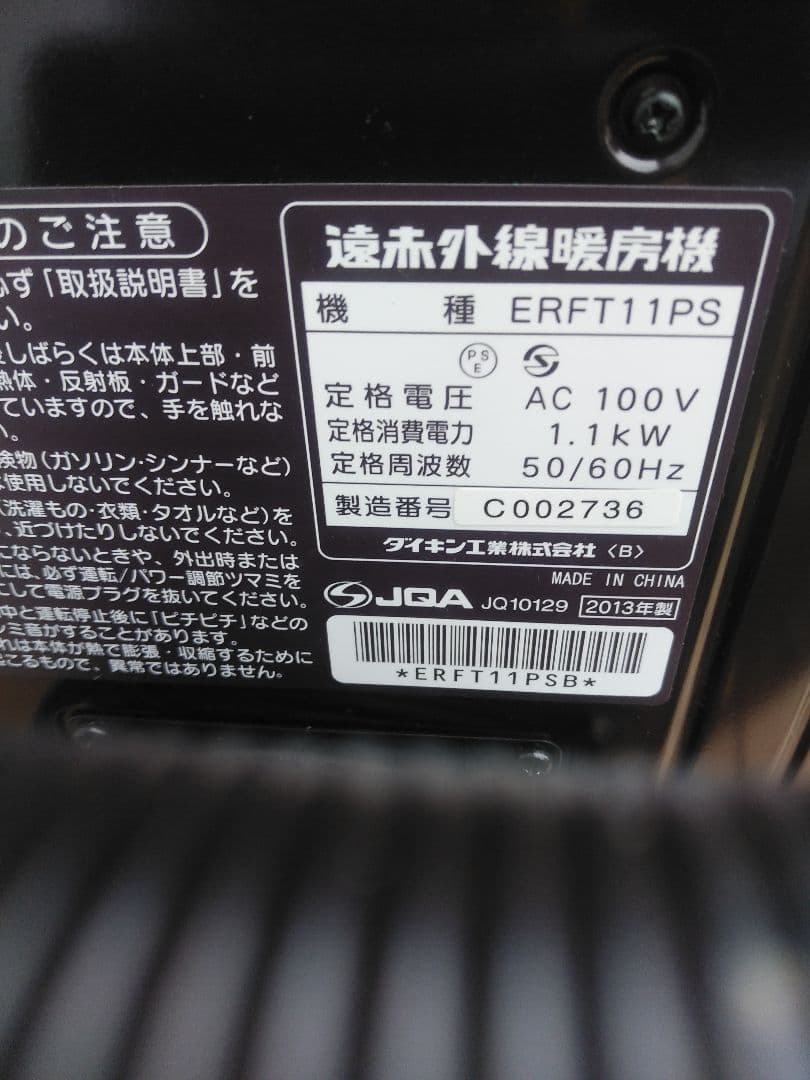 のご注意
必ず「取扱説明書」を
い。
しばらくは本体上部・前
熱体・反射板・ガードなど
ていますので、手を触れな
い。
険物(ガソリン・シンナーなど)
使用しないでください。
洗濯もの・衣類・タオルなど)を
、近づけたりしないでください。
にならないときや、外出時または
には、必ず運転/パワー調節ツマミを
にして電源プラグを抜いてください。
中と運転停止後に「ピチピチ」などの
ミ音がすることがあります。
れは本体が熱で膨張・収縮するために
こるもので、異常ではありません。
遠赤外線暖房機
機種 ERFT11PS
PSE S
定格電圧 AC 100V
定格消費電力 1.1kW
定格周波数 50/60Hz
製造番号 C002736
ダイキン工業株式会社〈B〉
MADE IN CHINA
JQA JQ10129 2013年製
*ERFT11PSB*